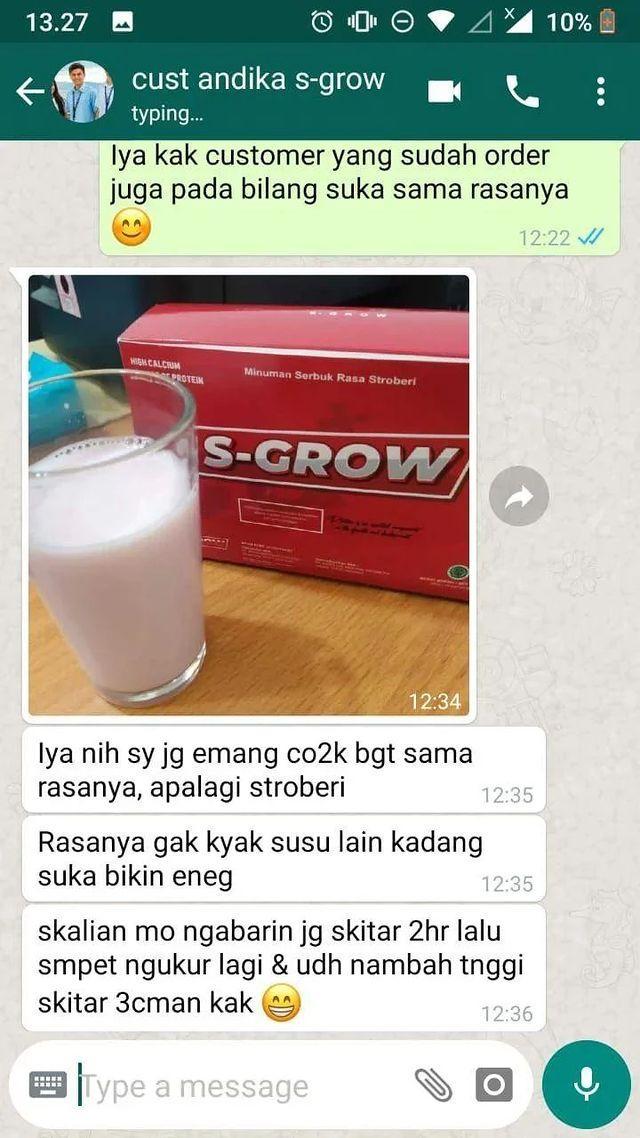 13.27
10%
cust andika s-grow
typing...
Iya kak customer yang sudah order
juga pada bilang suka sama rasanya
😊
12:22
S-GROW
HIGH CALCIUM
OF PROTEIN
Minuman Serbuk Rasa Stroberi
S-GROW
12:34
Iya nih sy jg emang co2k bgt sama
rasanya, apalagi stroberi
12:35
Rasanya gak kyak susu lain kadang
suka bikin eneg
12:35
skalian mo ngabarin jg skitar 2hr lalu
smpet ngukur lagi & udh nambah tnggi
skitar 3cman kak 😁
12:36
Type a message